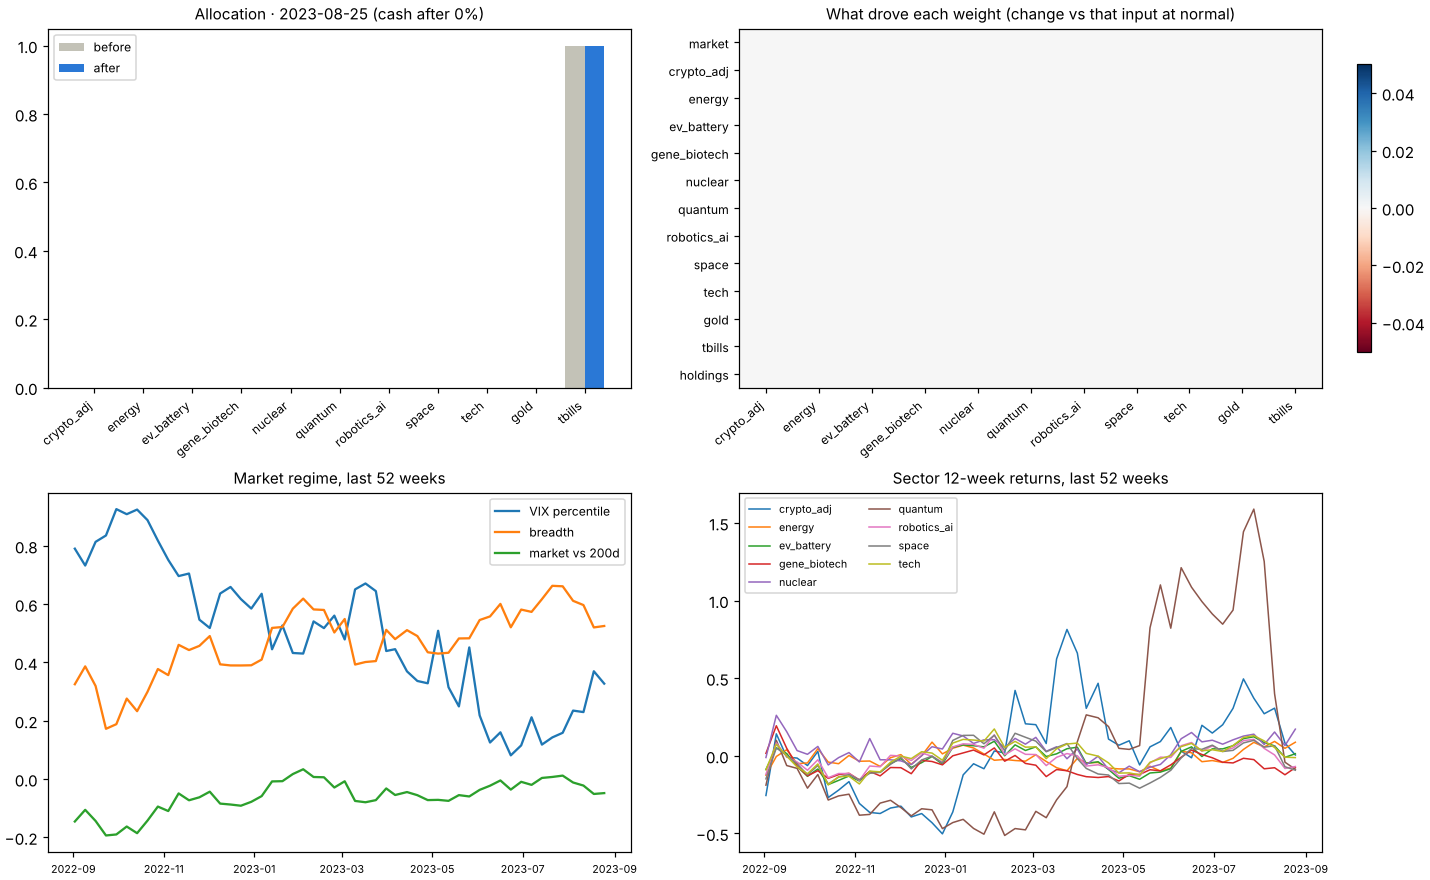 Allocation · 2023-08-25 (cash after 0%)
before
after
1.0
0.8
0.6
0.4
0.2
0.0
crypto_adj
energy
ev_battery
gene_biotech
nuclear
quantum
robotics_ai
space
tech
gold
tbills
What drove each weight (change vs that input at normal)
market
crypto_adj
energy
ev_battery
gene_biotech
nuclear
quantum
robotics_ai
space
tech
gold
tbills
holdings
crypto_adj
energy
ev_battery
gene_biotech
nuclear
quantum
robotics_ai
space
tech
gold
tbills
0.04
0.02
0.00
−0.02
−0.04
Market regime, last 52 weeks
VIX percentile
breadth
market vs 200d
0.8
0.6
0.4
0.2
0.0
−0.2
2022-09
2022-11
2023-01
2023-03
2023-05
2023-07
2023-09
Sector 12-week returns, last 52 weeks
crypto_adj
energy
ev_battery
gene_biotech
nuclear
quantum
robotics_ai
space
tech
1.5
1.0
0.5
0.0
−0.5
2022-09
2022-11
2023-01
2023-03
2023-05
2023-07
2023-09